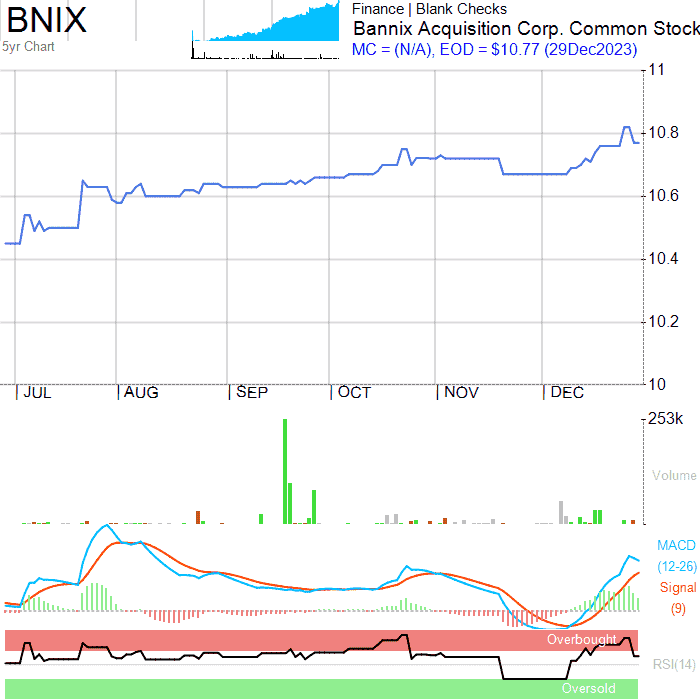 BNIX
5yr Chart
Finance | Blank Checks
Bannix Acquisition Corp. Common Stock
MC = (N/A), EOD = $10.77 (29Dec2023)
11
10.8
10.6
10.4
10.2
10
JUL AUG SEP OCT NOV DEC
253k
Volume
MACD
(12-26)
Signal
(9)
Overbought
RSI(14)
Oversold